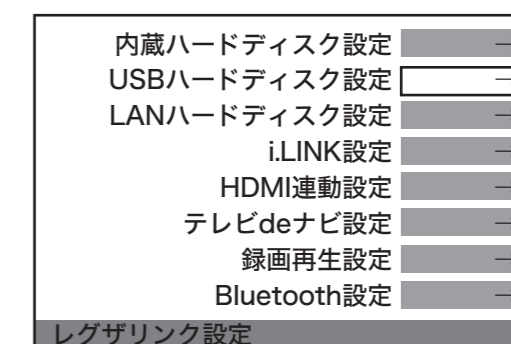 内蔵ハードディスク設定
USBハードディスク設定
LANハードディスク設定
i.LINK設定
HDMI連動設定
テレビdeナビ設定
録画再生設定
Bluetooth設定
レグザリンク設定